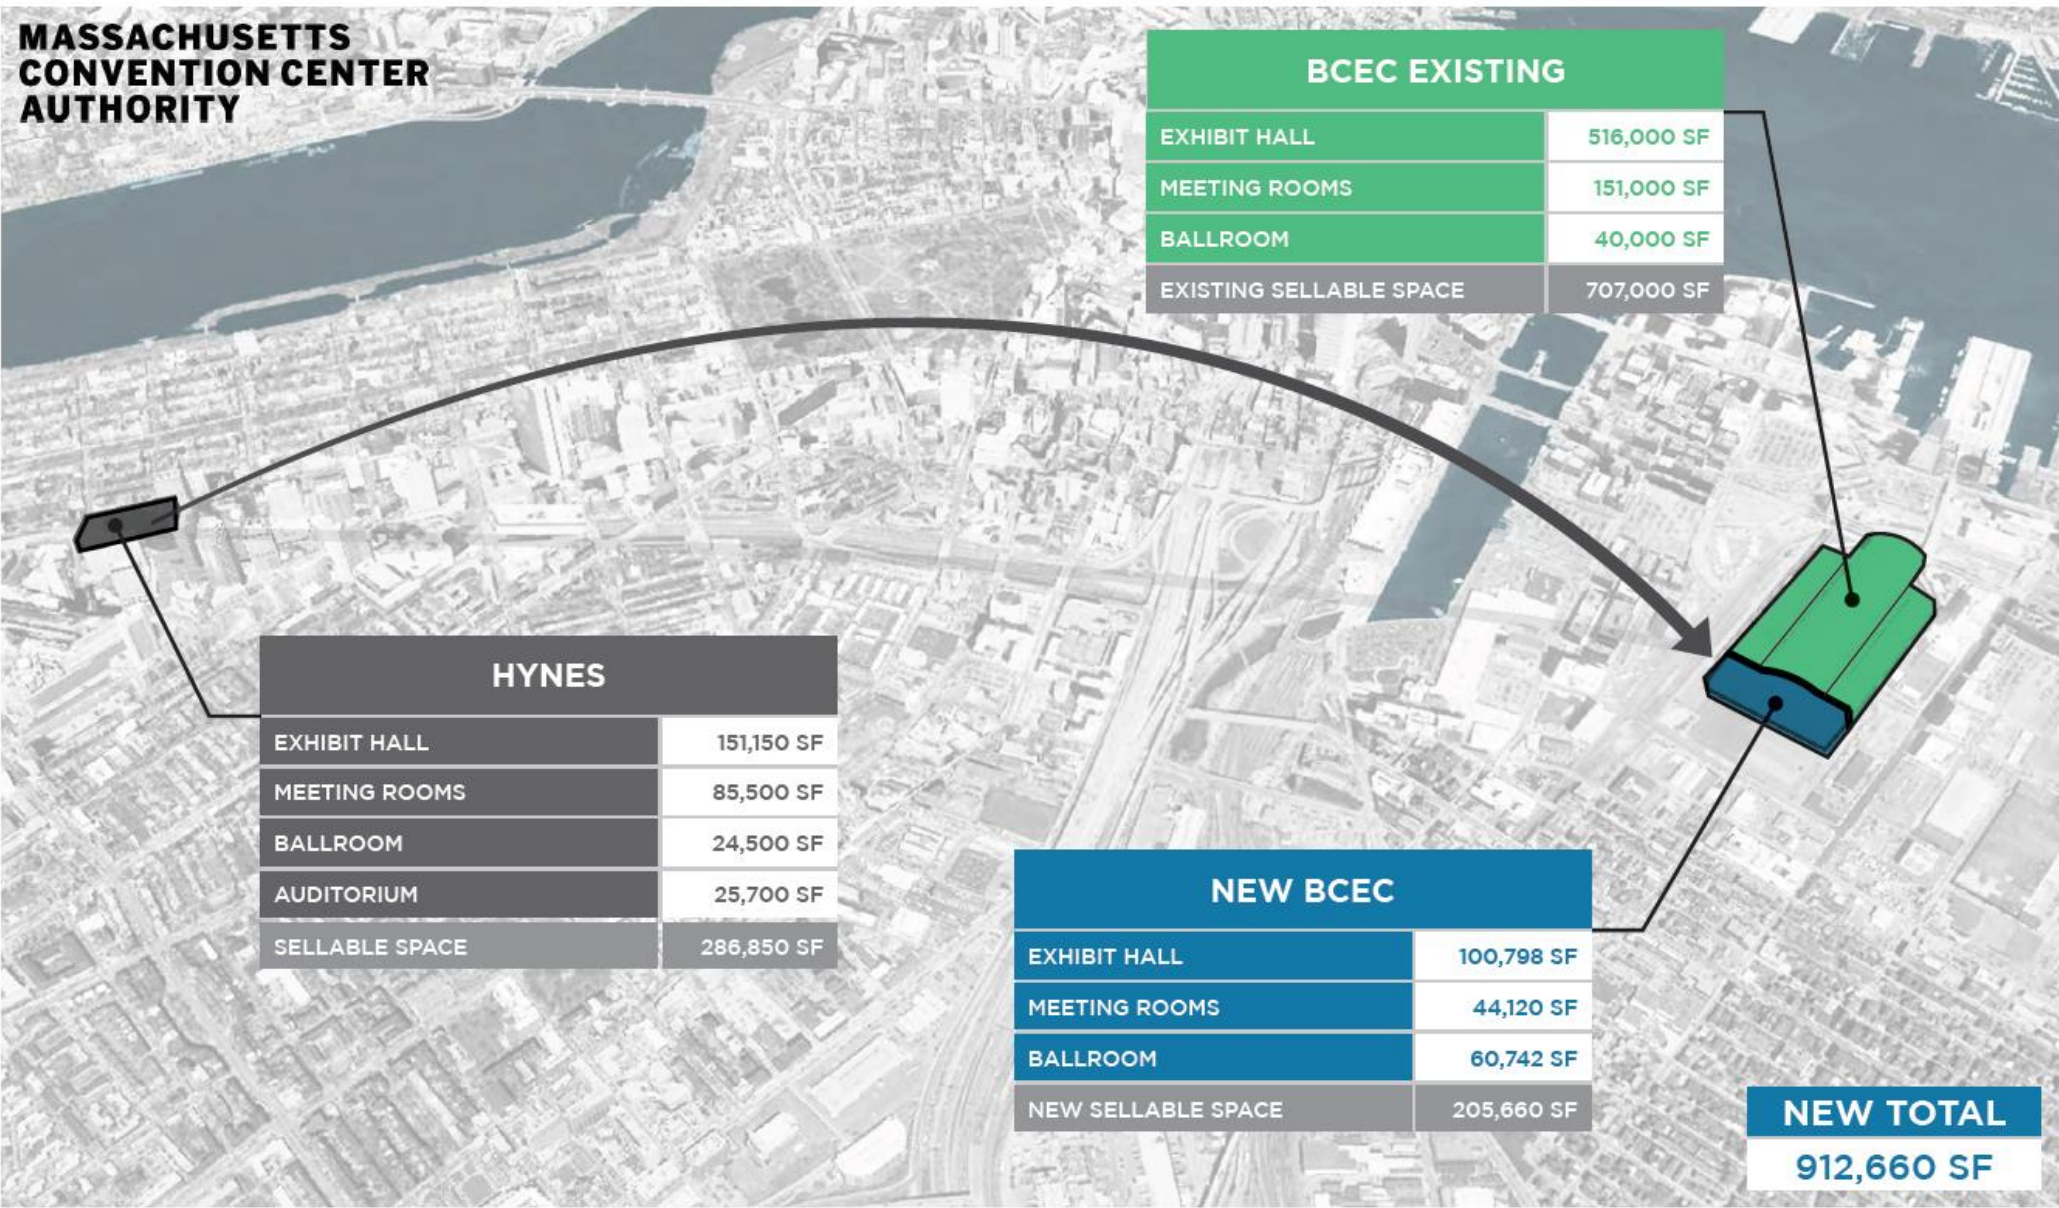 MASSACHUSETTS
CONVENTION CENTER
AUTHORITY
BCEC EXISTING
EXHIBIT HALL 516,000 SF
MEETING ROOMS 151,000 SF
BALLROOM 40,000 SF
EXISTING SELLABLE SPACE 707,000 SF
HYNES
EXHIBIT HALL 151,150 SF
MEETING ROOMS 85,500 SF
BALLROOM 24,500 SF
AUDITORIUM 25,700 SF
SELLABLE SPACE 286,850 SF
NEW BCEC
EXHIBIT HALL 100,798 SF
MEETING ROOMS 44,120 SF
BALLROOM 60,742 SF
NEW SELLABLE SPACE 205,660 SF
NEW TOTAL
912,660 SF